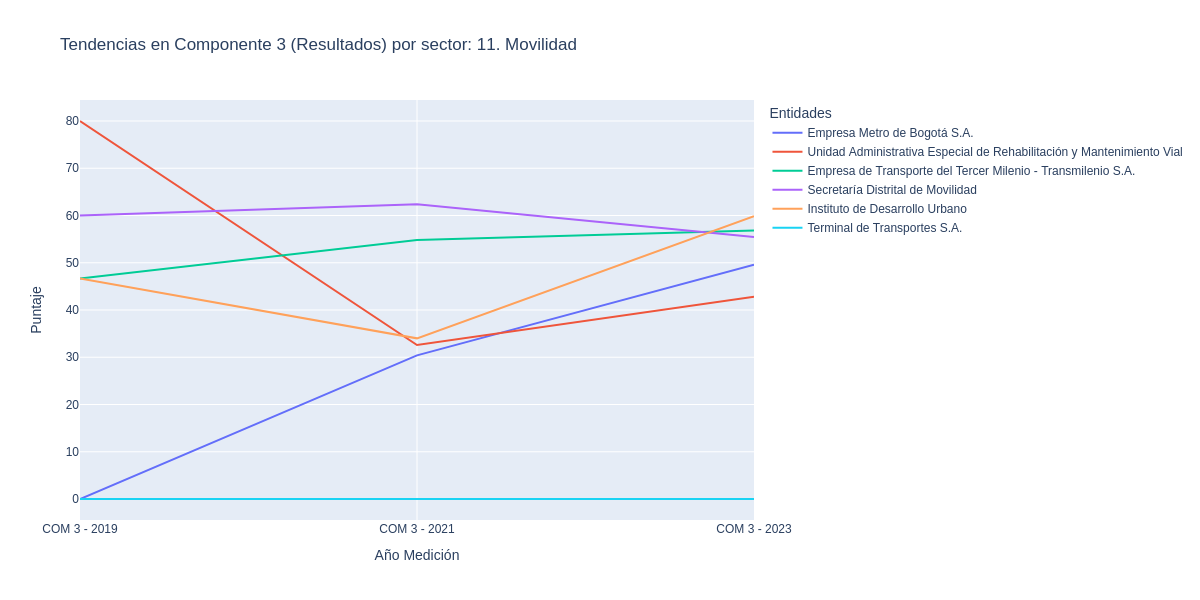 Tendencias en Componente 3 (Resultados) por sector: 11. Movilidad
Entidades
Empresa Metro de Bogotá S.A.
Unidad Administrativa Especial de Rehabilitación y Mantenimiento Vial
Empresa de Transporte del Tercer Milenio - Transmilenio S.A.
Secretaría Distrital de Movilidad
Instituto de Desarrollo Urbano
Terminal de Transportes S.A.
Puntaje
80
70
60
50
40
30
20
10
0
COM 3 - 2019
COM 3 - 2021
COM 3 - 2023
Año Medición